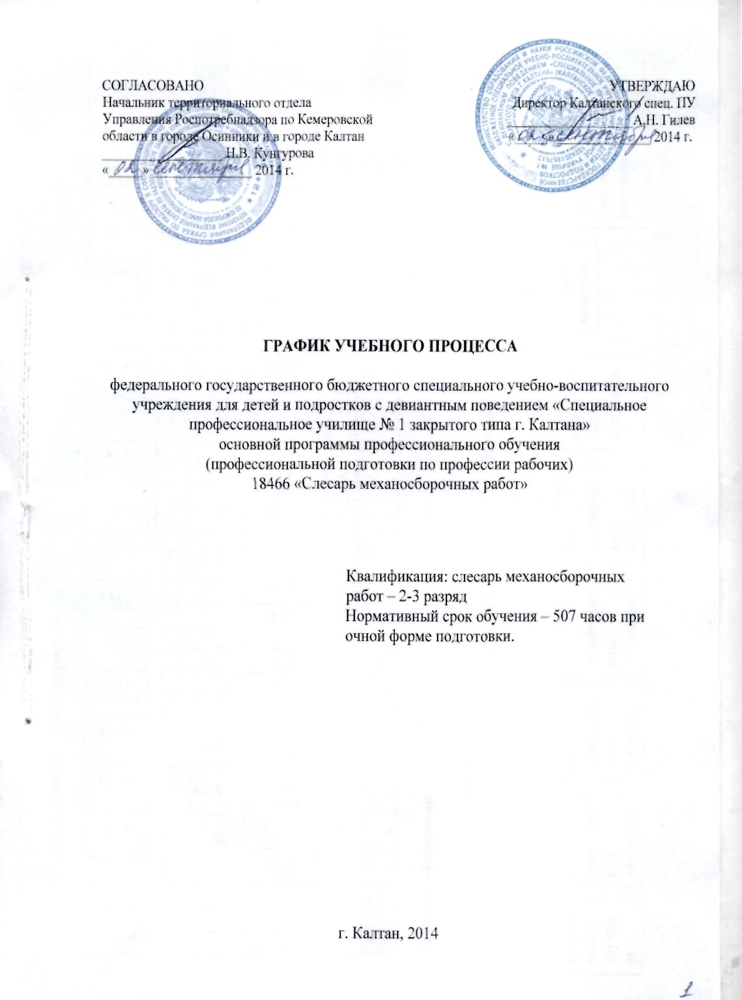 СОГЛАСОВАНО
Начальник территориального отдела
Управления Роспотребнадзора по Кемеровской
области в городе Осинники и в городе Калтан
________________Н.В. Кунгурова
« 02 » сентября 2014 г.
УТВЕРЖДАЮ
Директор Калтанского спец. ПУ
________________А.Н. Гилев
« 02 » сентября 2014 г.
ГРАФИК УЧЕБНОГО ПРОЦЕССА
федерального государственного бюджетного специального учебно-воспитательного
учреждения для детей и подростков с девиантным поведением «Специальное
профессиональное училище № 1 закрытого типа г. Калтана»
основной программы профессионального обучения
(профессиональной подготовки по профессии рабочих)
18466 «Слесарь механосборочных работ»
Квалификация: слесарь механосборочных
работ – 2-3 разряд
Нормативный срок обучения – 507 часов при
очной форме подготовки.
г. Калтан, 2014
1